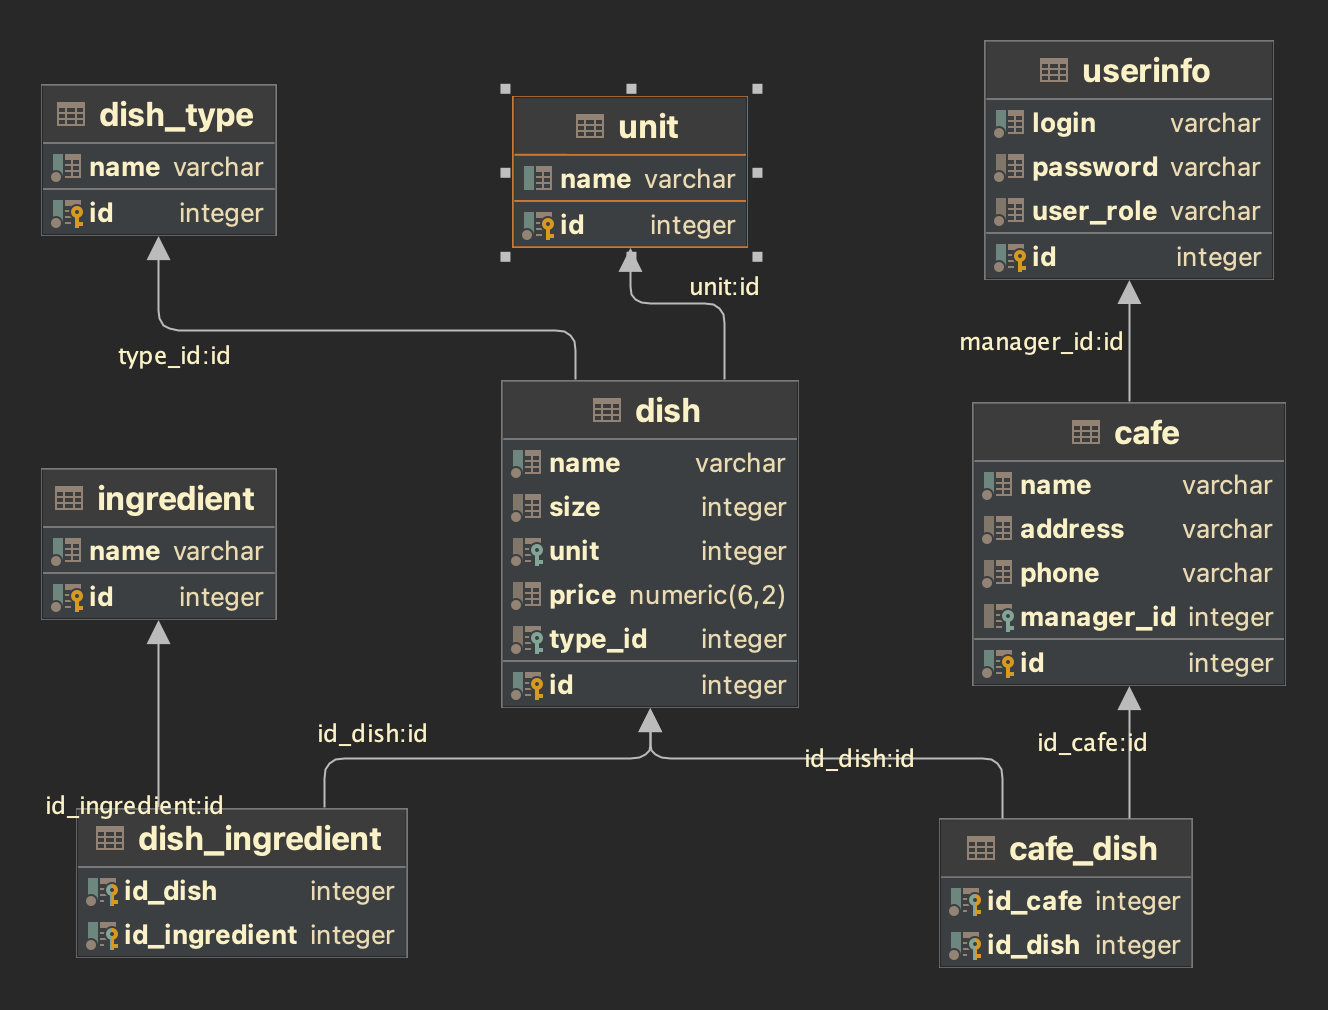 dish_type
name varchar
id integer
unit
name varchar
id integer
userinfo
login varchar
password varchar
user_role varchar
id integer
type_id:id
unit:id
manager_id:id
ingredient
name varchar
id integer
dish
name varchar
size integer
unit integer
price numeric(6,2)
type_id integer
id integer
cafe
name varchar
address varchar
phone varchar
manager_id integer
id integer
id_dish:id
id_dish:id
id_cafe:id
id_ingredient:id
dish_ingredient
id_dish integer
id_ingredient integer
cafe_dish
id_cafe integer
id_dish integer